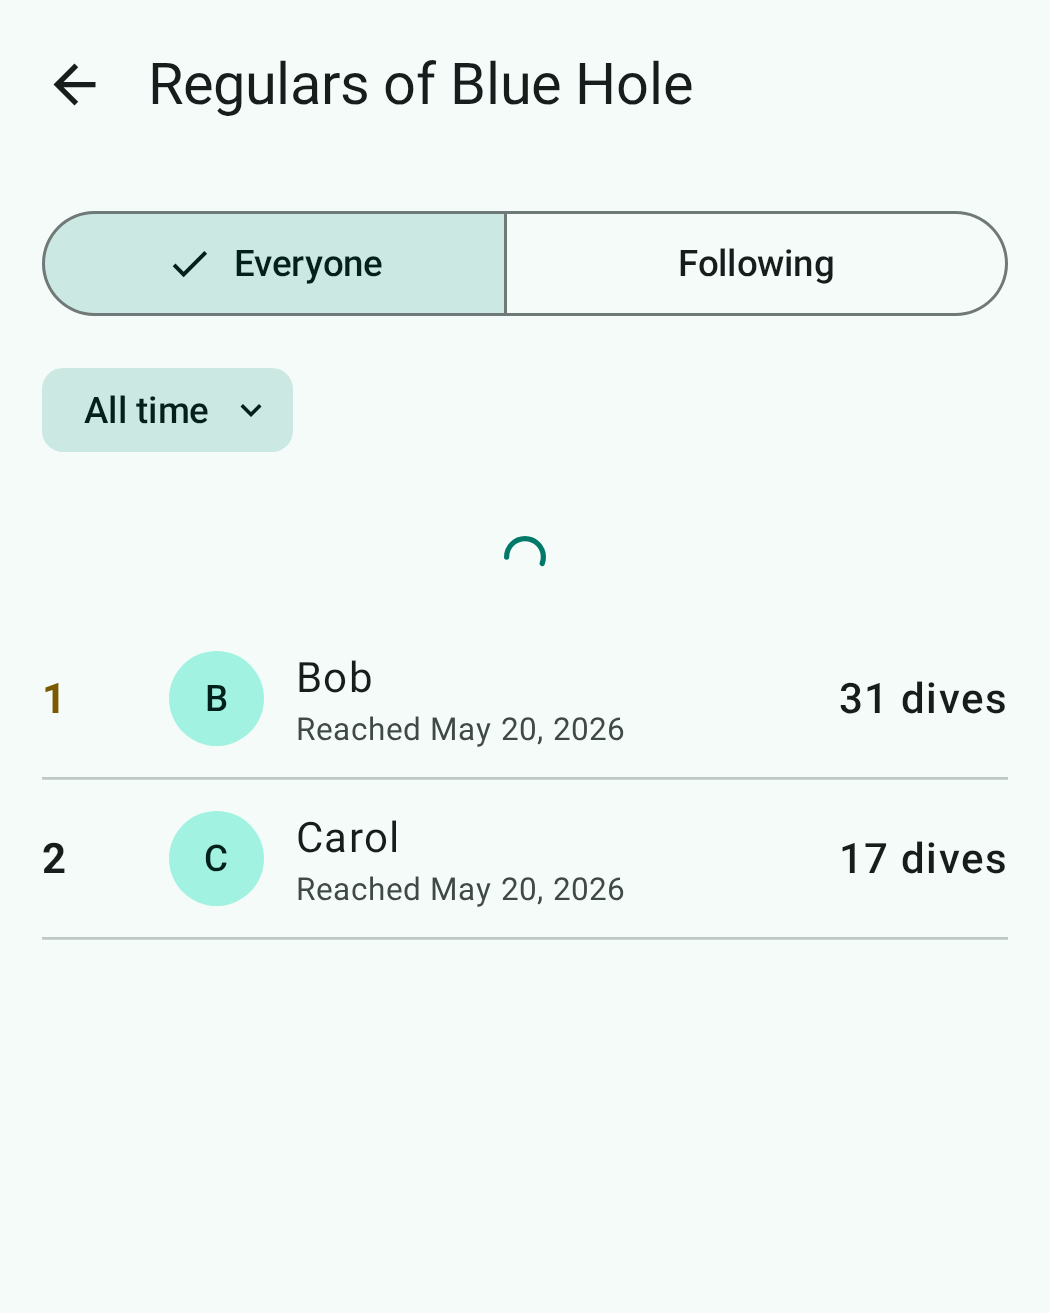 Regulars of Blue Hole
Everyone
Following
All time
1
B
Bob
Reached May 20, 2026
31 dives
2
C
Carol
Reached May 20, 2026
17 dives